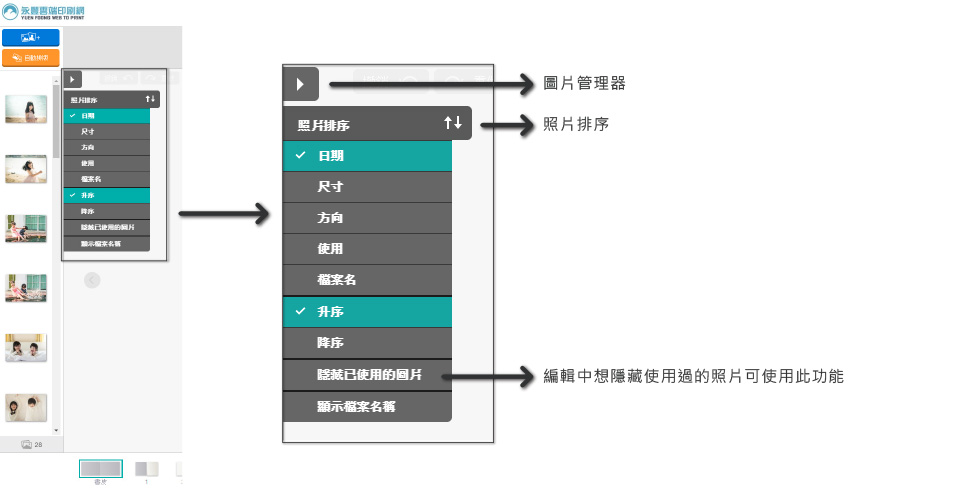 永豐雲端印刷網
YUEN FOONG WEB TO PRINT
自動排版
照片排序
日期
尺寸
方向
使用
檔案名
升序
降序
隱藏已使用的圖片
顯示檔案名稱
28
1
照片排序
日期
尺寸
方向
使用
檔案名
升序
降序
隱藏已使用的圖片
顯示檔案名稱
圖片管理器
照片排序
編輯中想隱藏使用過的照片可使用此功能